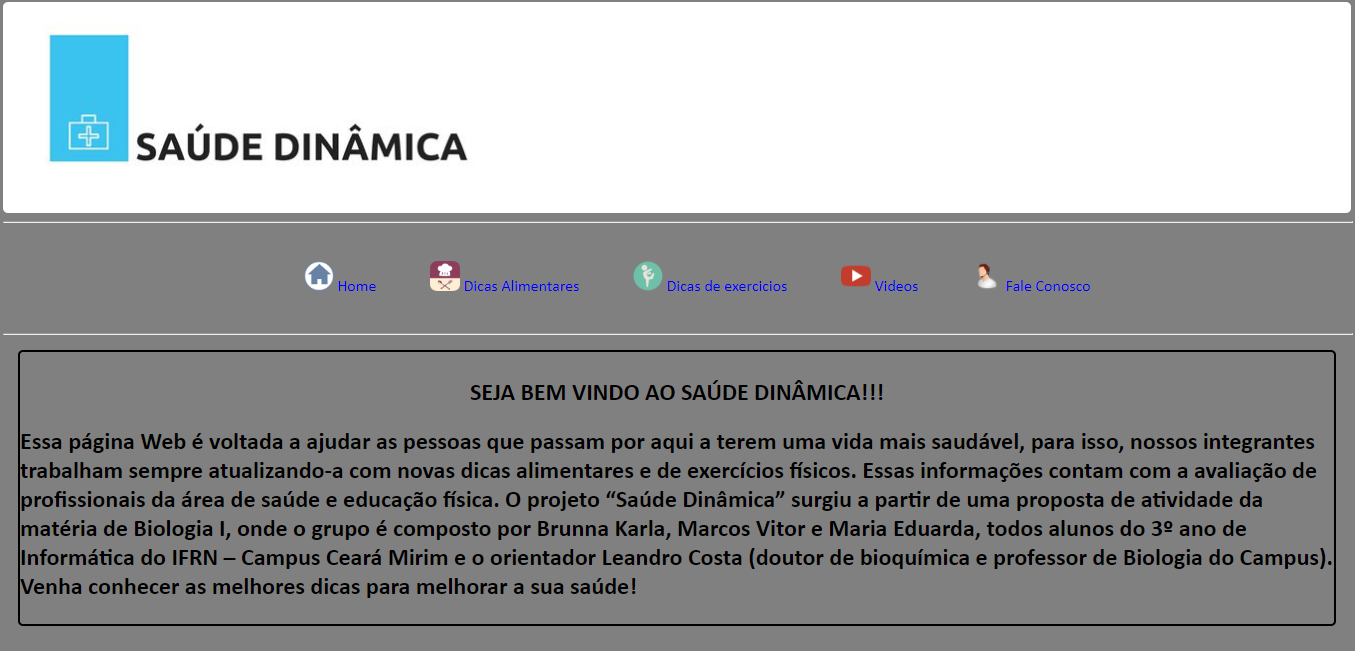 SAÚDE DINÂMICA
Home
Dicas Alimentares
Dicas de exercicios
Videos
Fale Conosco
SEJA BEM VINDO AO SAÚDE DINÂMICA!!!
Essa página Web é voltada a ajudar as pessoas que passam por aqui a terem uma vida mais saudável, para isso, nossos integrantes
trabalham sempre atualizando-a com novas dicas alimentares e de exercícios físicos. Essas informações contam com a avaliação de
profissionais da área de saúde e educação física. O projeto “Saúde Dinâmica” surgiu a partir de uma proposta de atividade da
matéria de Biologia I, onde o grupo é composto por Brunna Karla, Marcos Vitor e Maria Eduarda, todos alunos do 3º ano de
Informática do IFRN – Campus Ceará Mirim e o orientador Leandro Costa (doutor de bioquímica e professor de Biologia do Campus).
Venha conhecer as melhores dicas para melhorar a sua saúde!